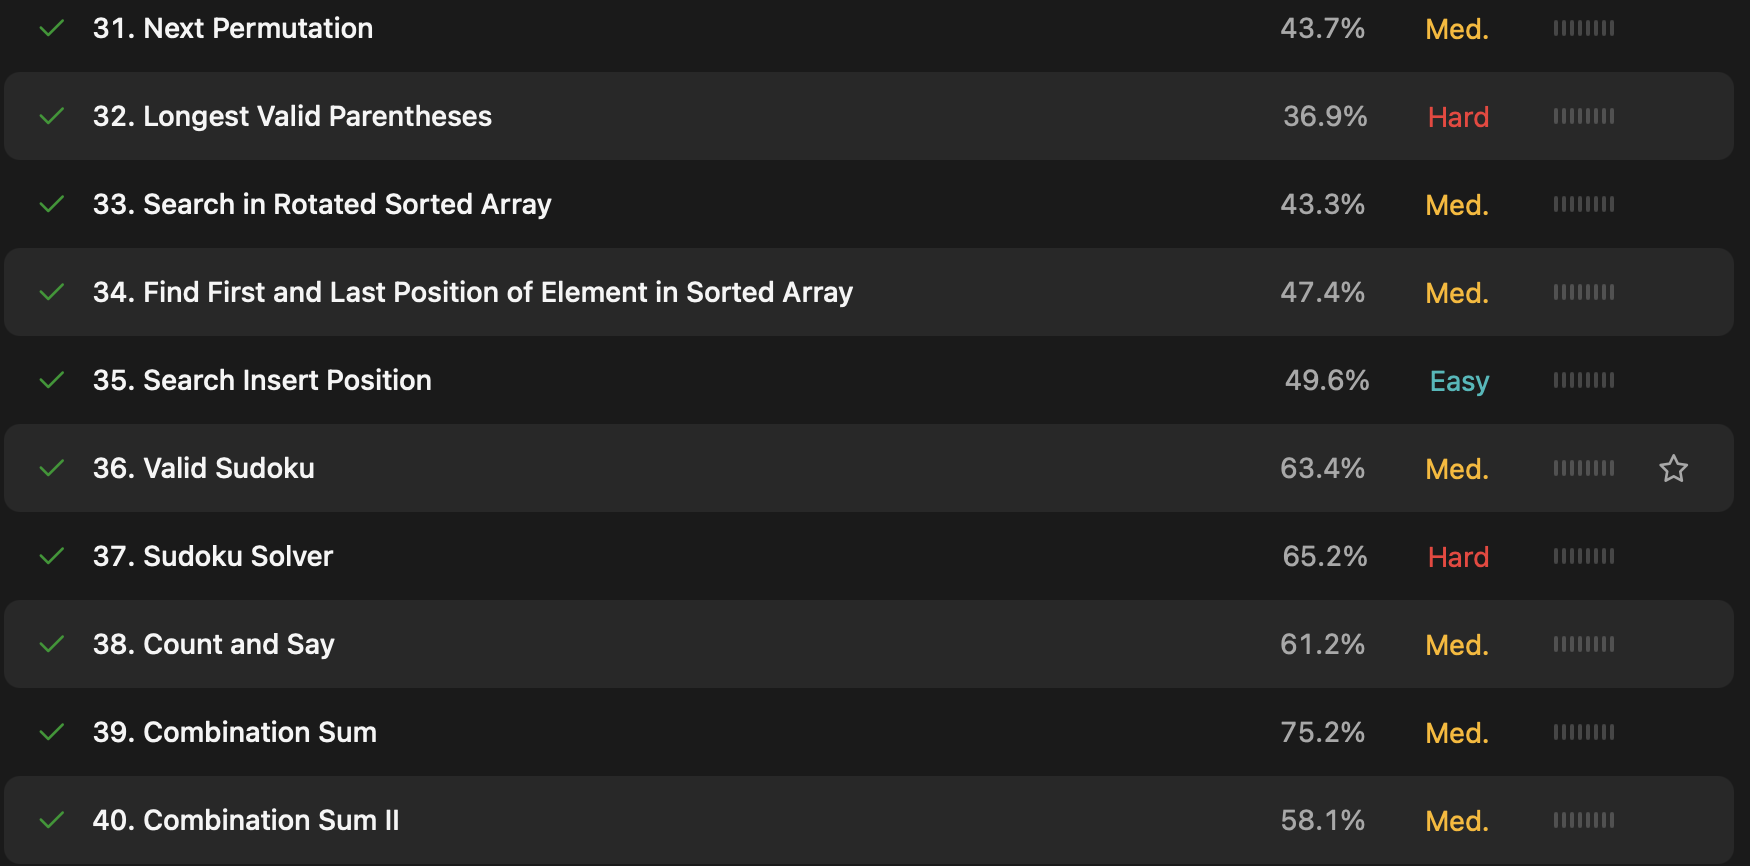 31. Next Permutation 43.7% Med.
32. Longest Valid Parentheses 36.9% Hard
33. Search in Rotated Sorted Array 43.3% Med.
34. Find First and Last Position of Element in Sorted Array 47.4% Med.
35. Search Insert Position 49.6% Easy
36. Valid Sudoku 63.4% Med.
37. Sudoku Solver 65.2% Hard
38. Count and Say 61.2% Med.
39. Combination Sum 75.2% Med.
40. Combination Sum II 58.1% Med.